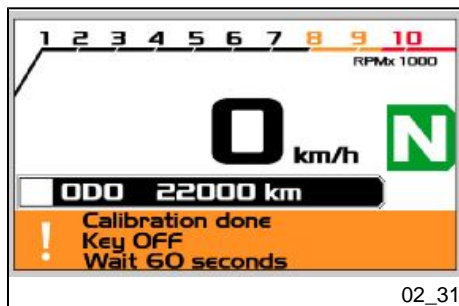 1 2 3 4 5 6 7 8 9 10
RPMx 1000
0 km/h N
ODO 22000 km
! Calibration done
Key OFF
Wait 60 seconds
02_31